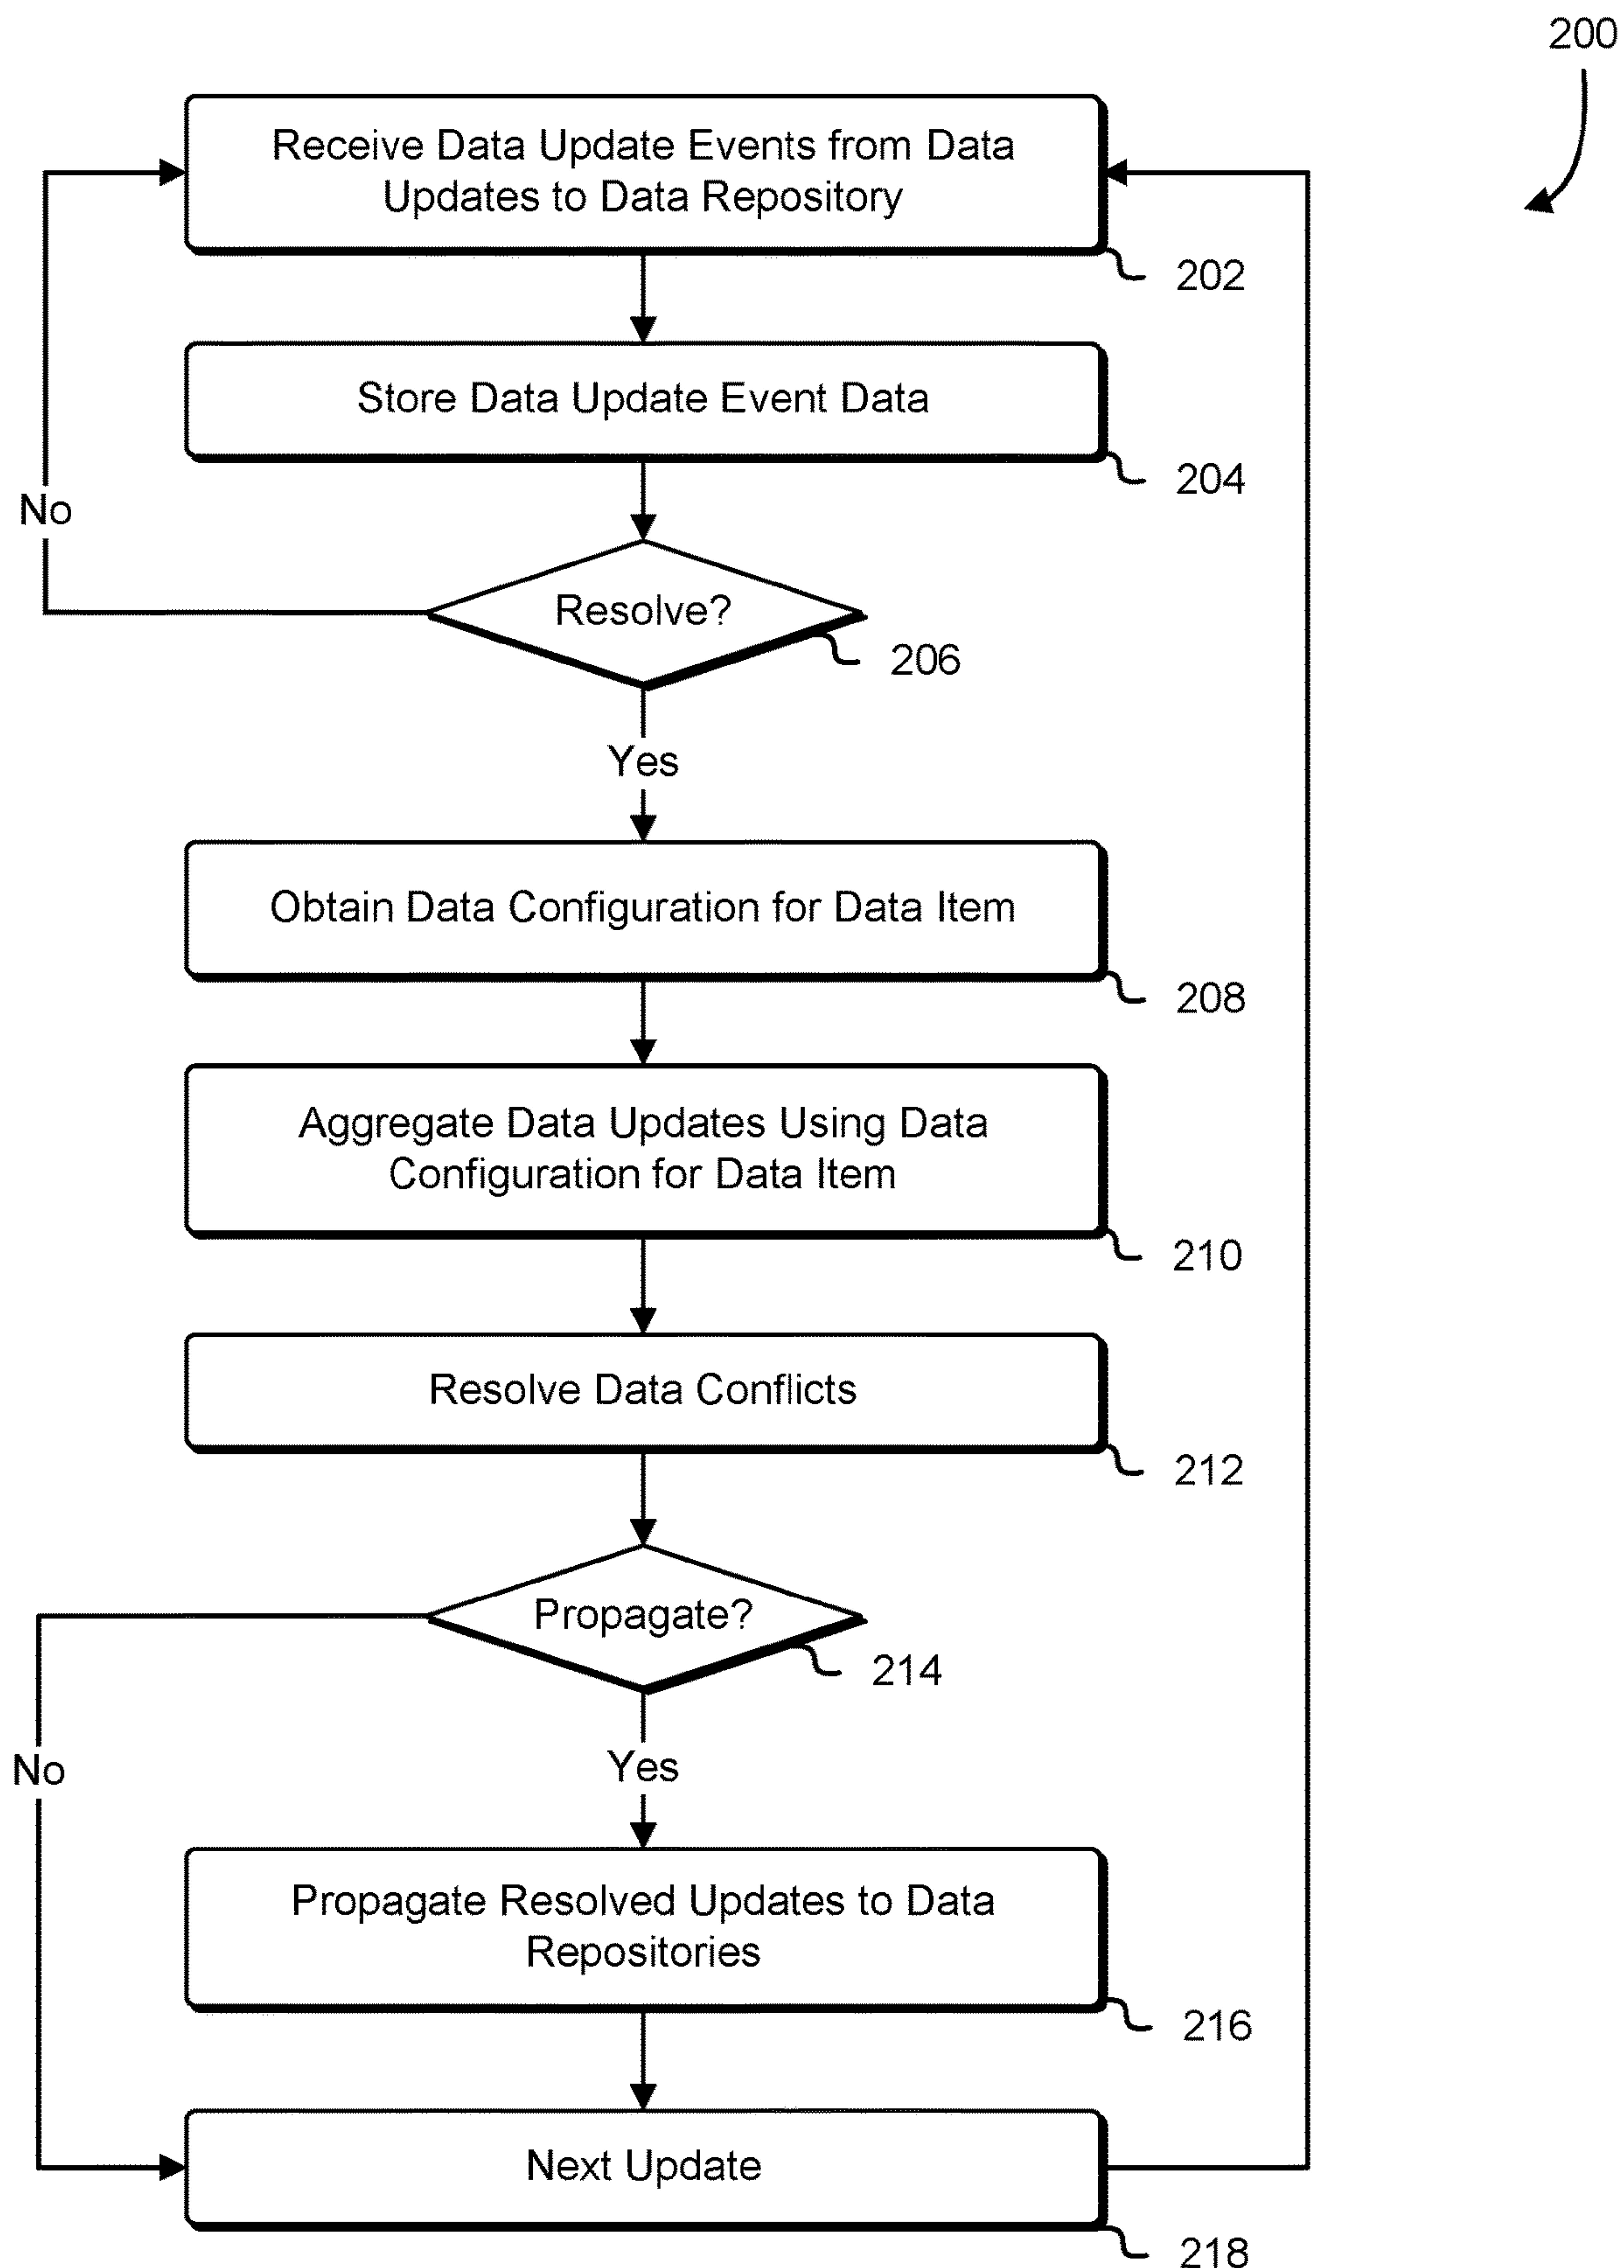 200
Receive Data Update Events from Data
Updates to Data Repository
202
Store Data Update Event Data
204
No
Resolve?
206
Yes
Obtain Data Configuration for Data Item
208
Aggregate Data Updates Using Data
Configuration for Data Item
210
Resolve Data Conflicts
212
Propagate?
214
No
Yes
Propagate Resolved Updates to Data
Repositories
216
Next Update
218